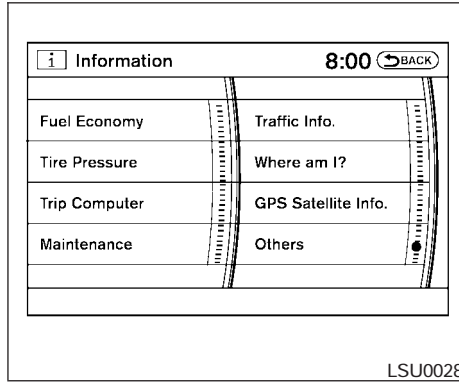 i Information 8:00 BACK
Fuel Economy Traffic Info.
Tire Pressure Where am I?
Trip Computer GPS Satellite Info.
Maintenance Others
LSU0028